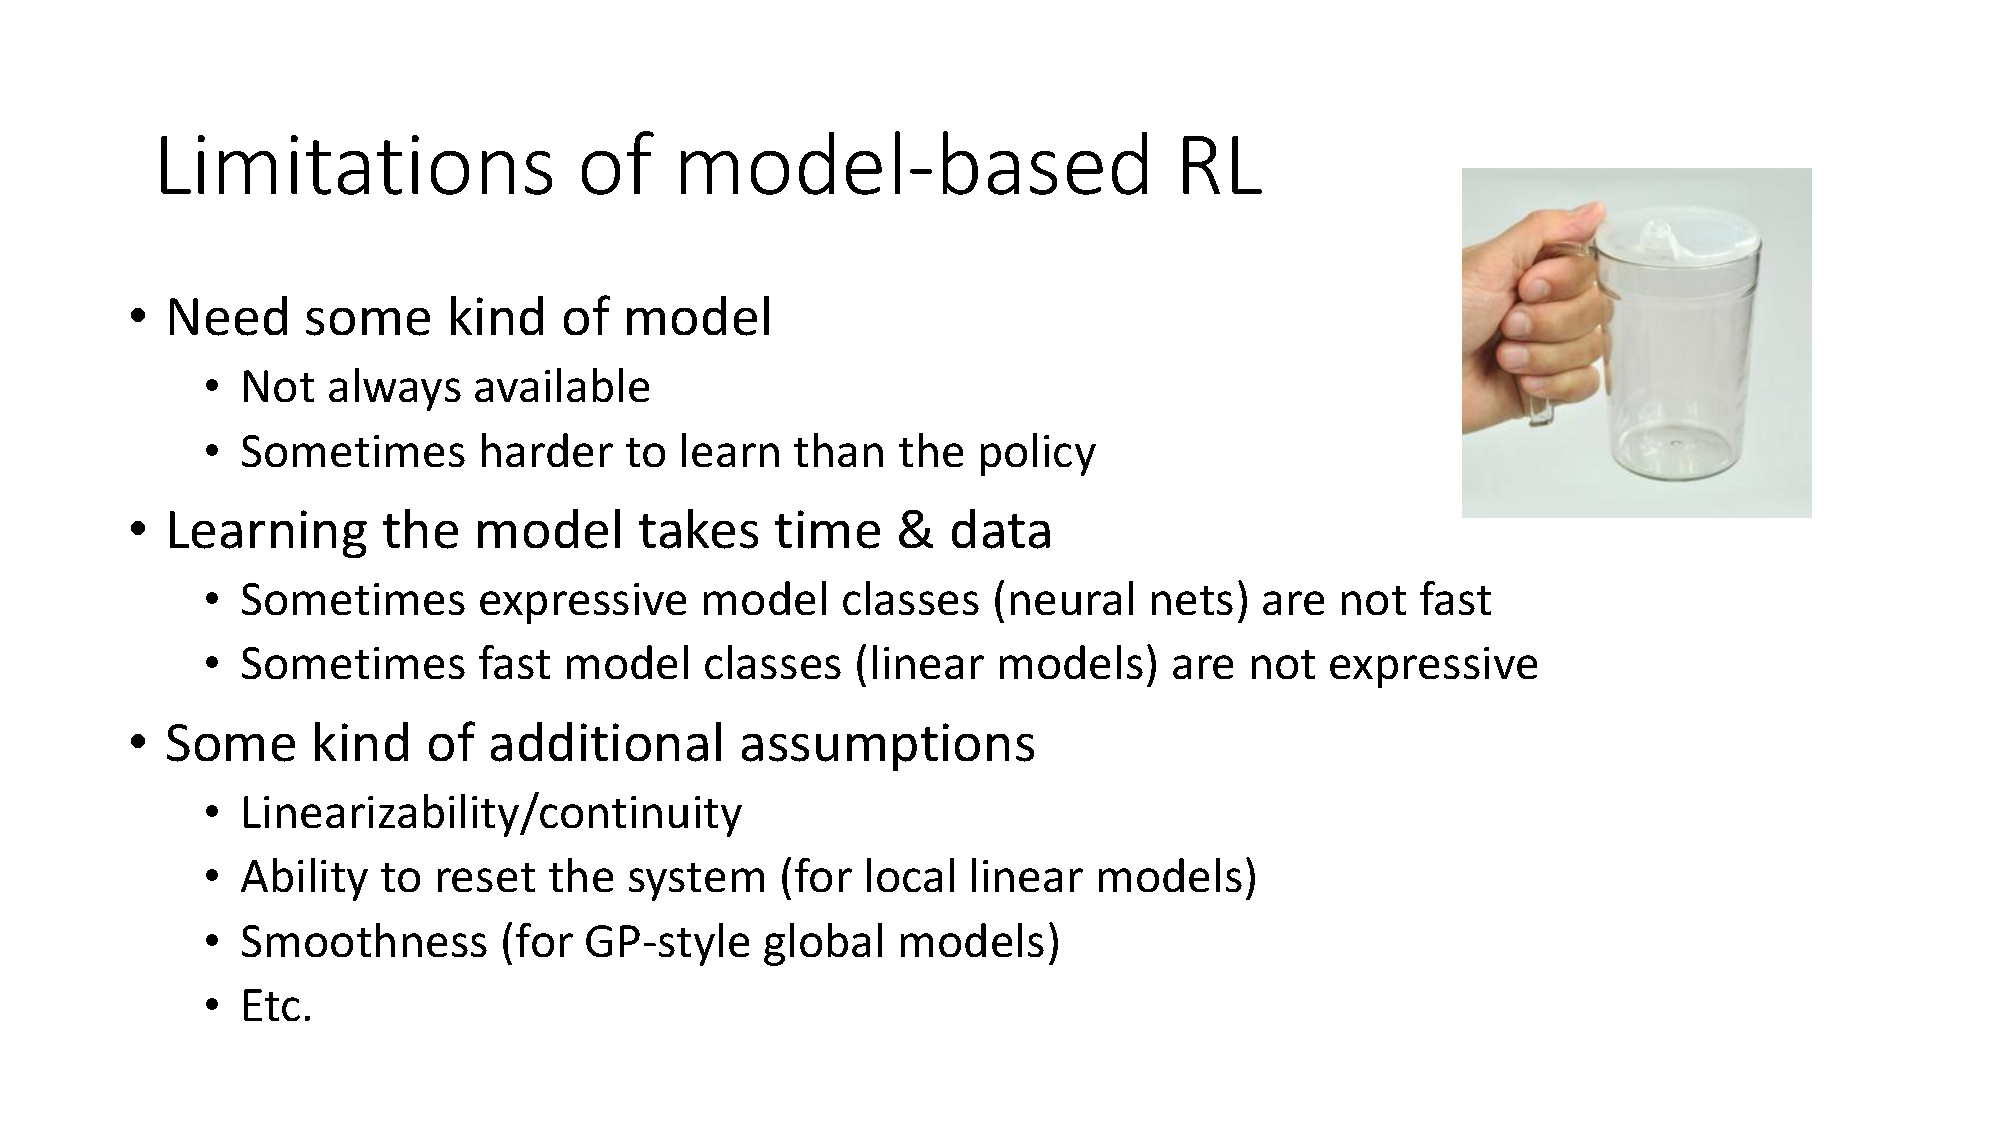 Limitations of model-based RL
• Need some kind of model
• Not always available
• Sometimes harder to learn than the policy
• Learning the model takes time & data
• Sometimes expressive model classes (neural nets) are not fast
• Sometimes fast model classes (linear models) are not expressive
• Some kind of additional assumptions
• Linearizability/continuity
• Ability to reset the system (for local linear models)
• Smoothness (for GP-style global models)
• Etc.